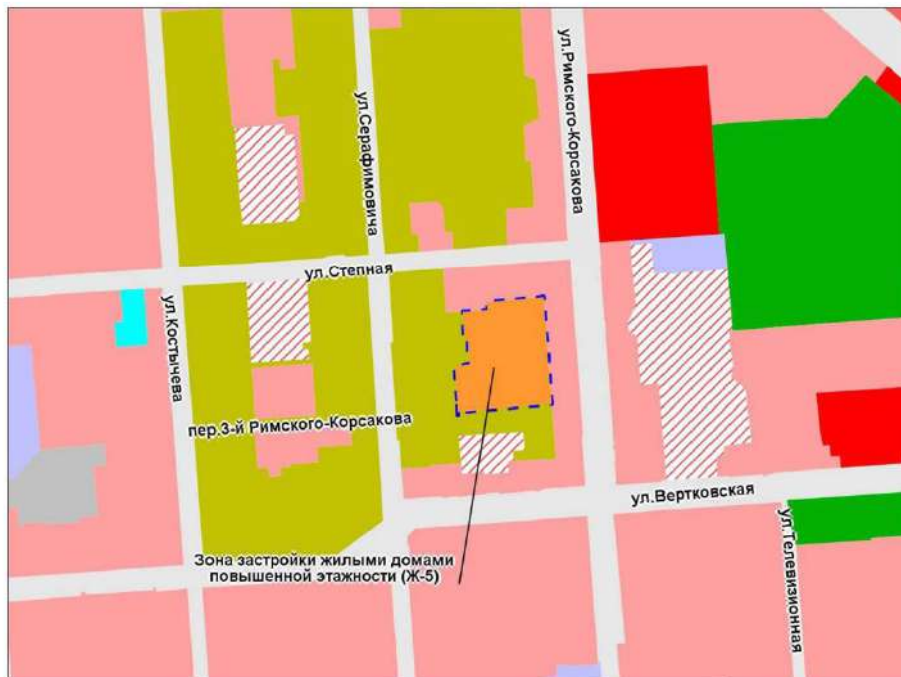 ул.Римского-Корсакова
ул.Серафимовича
ул.Степная
ул.Костычева
пер.3-й Римского-Корсакова
ул.Вертковская
ул.Телевизионная
Зона застройки жилыми домами
повышенной этажности (Ж-5)